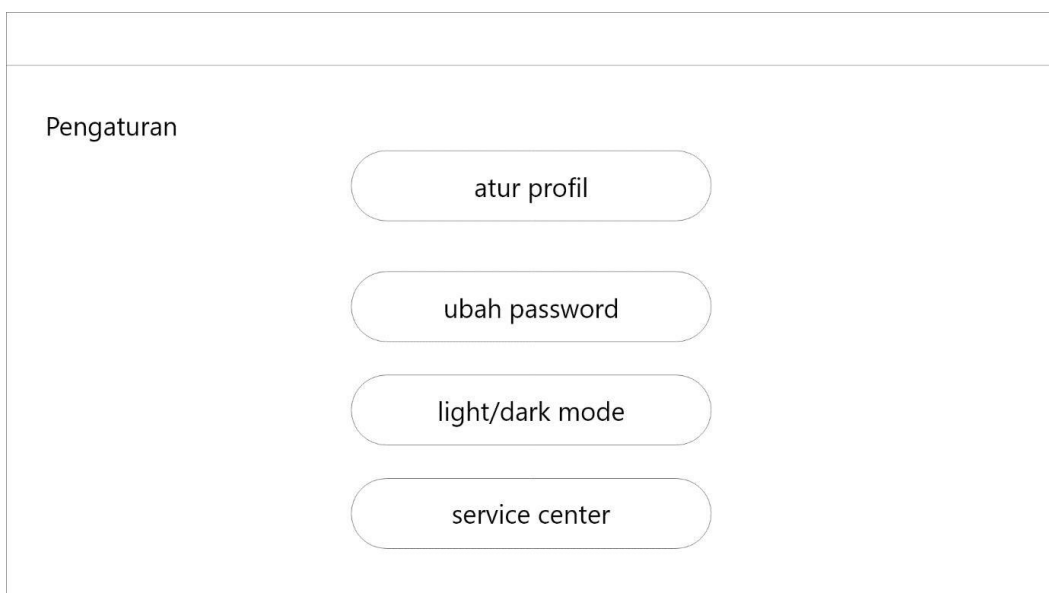 Pengaturan
atur profil
ubah password
light/dark mode
service center